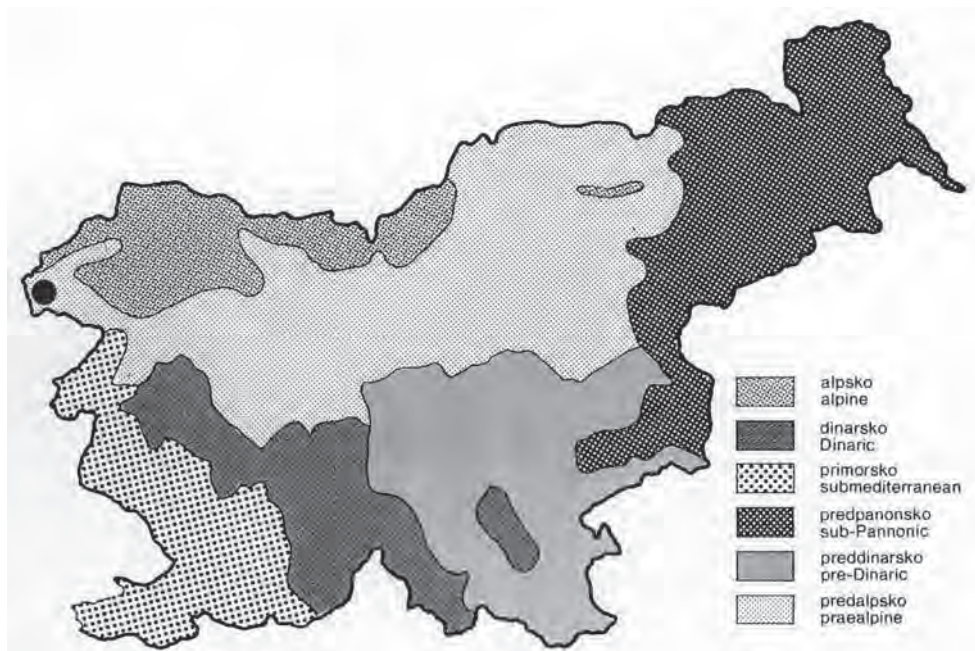 alpsko
alpine
dinarsko
Dinaric
primorsko
submediterranean
predpanonsko
sub-Pannonic
preddinarsko
pre-Dinaric
predalpsko
praealpine